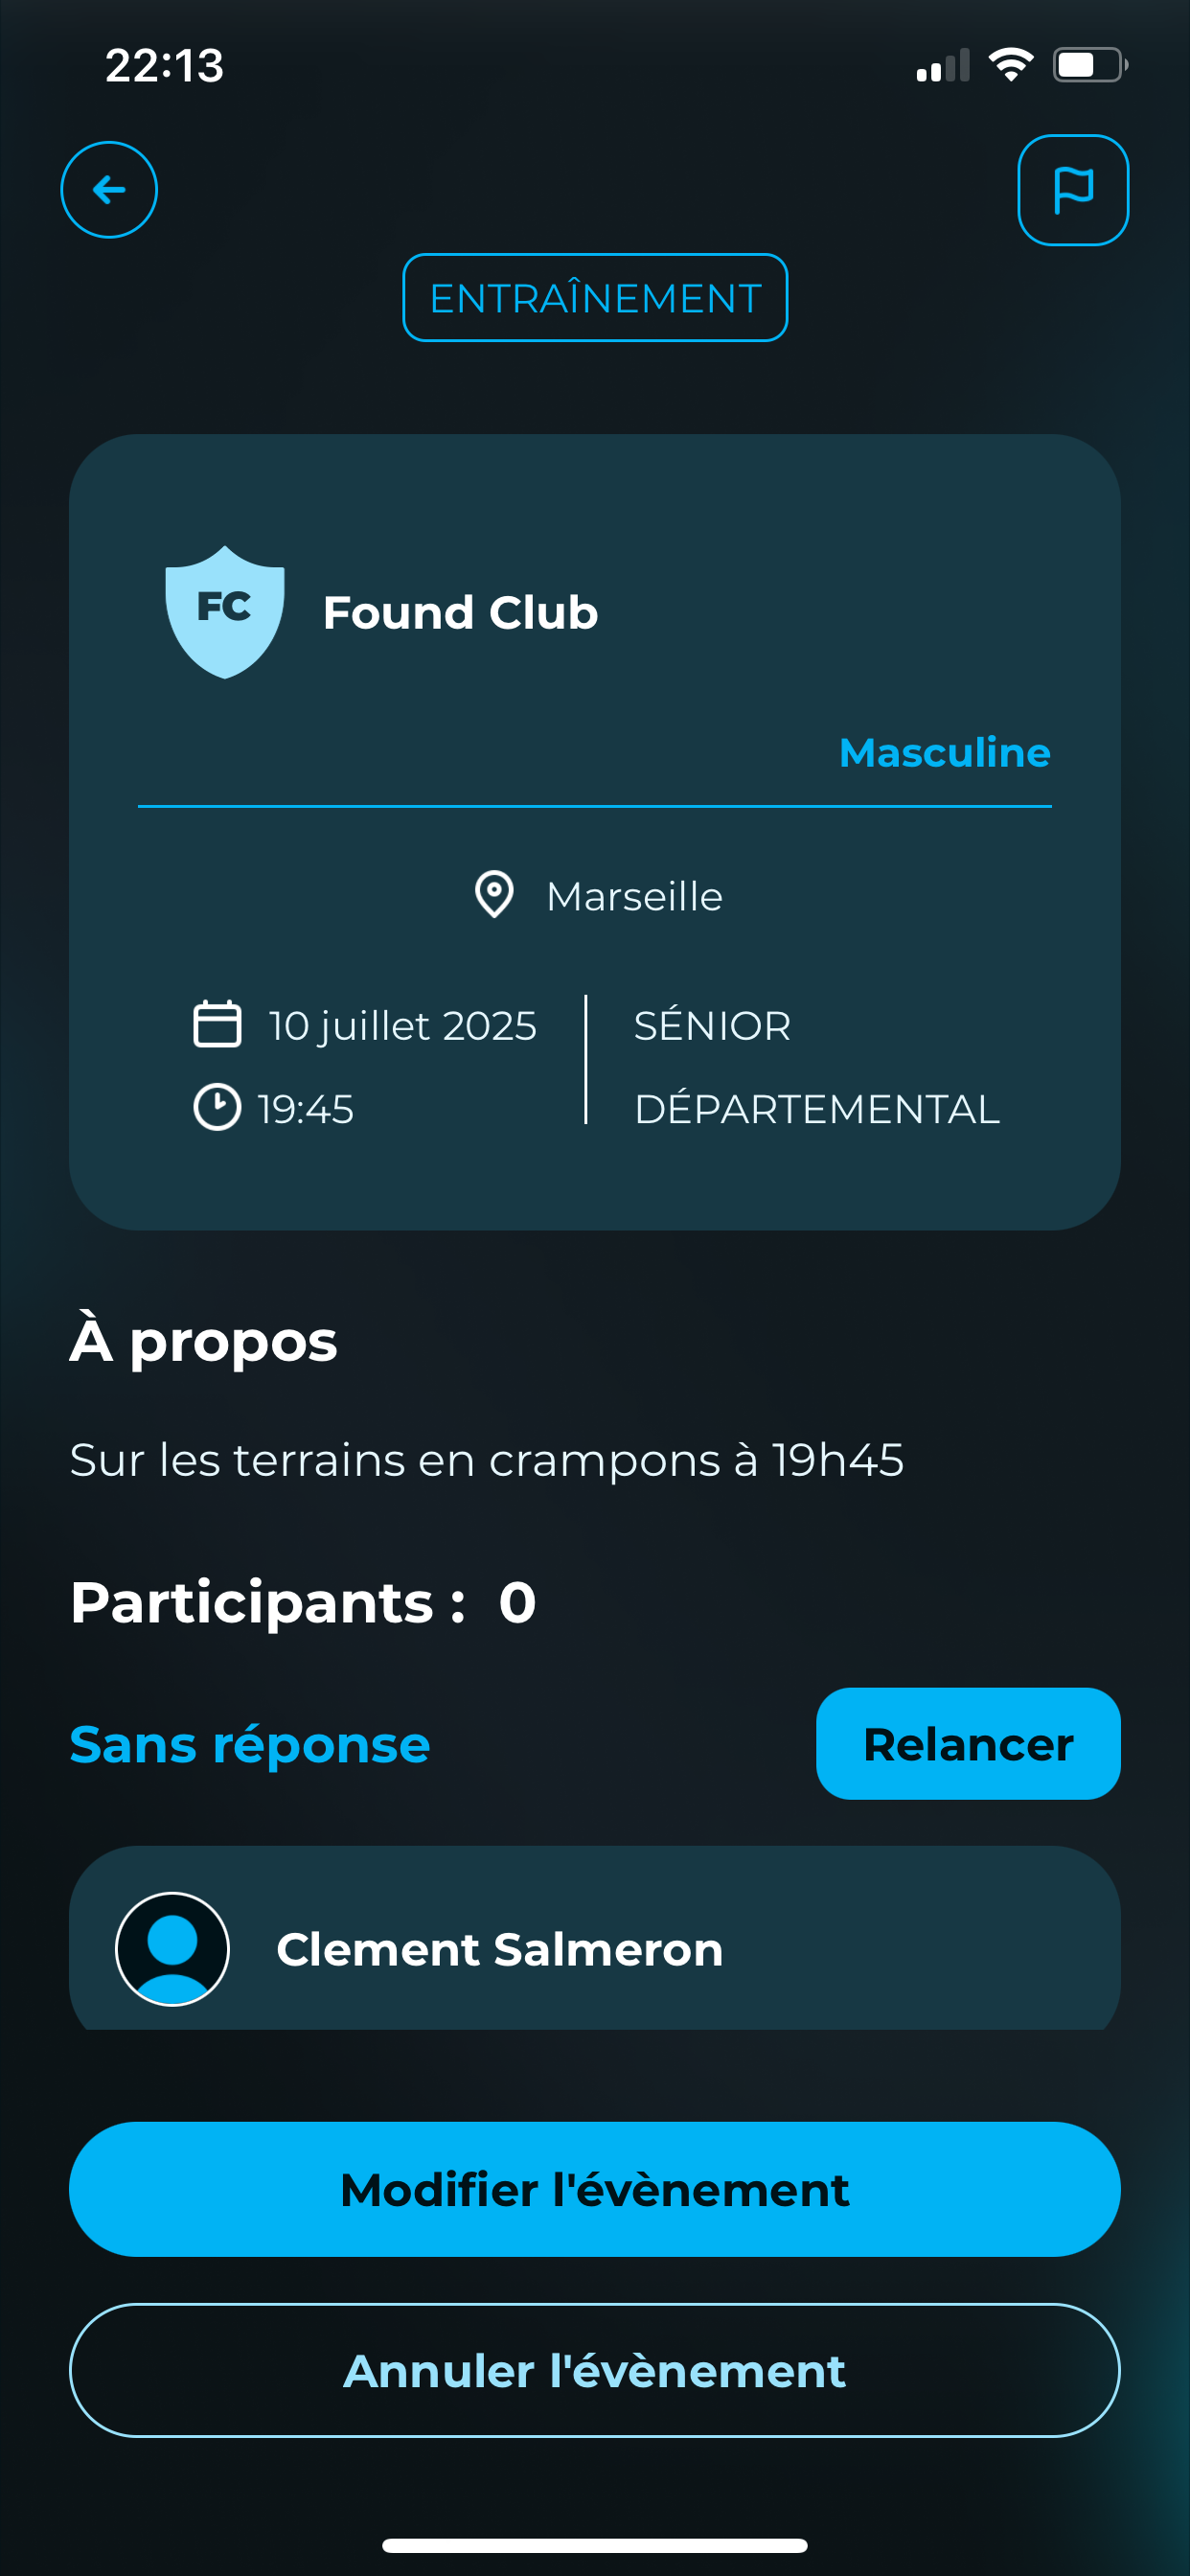 22:13
ENTRAÎNEMENT
FC
Found Club
Masculine
Marseille
10 juillet 2025
SÉNIOR
19:45
DÉPARTEMENTAL
À propos
Sur les terrains en crampons à 19h45
Participants : 0
Sans réponse
Relancer
Clement Salmeron
Modifier l'évènement
Annuler l'évènement